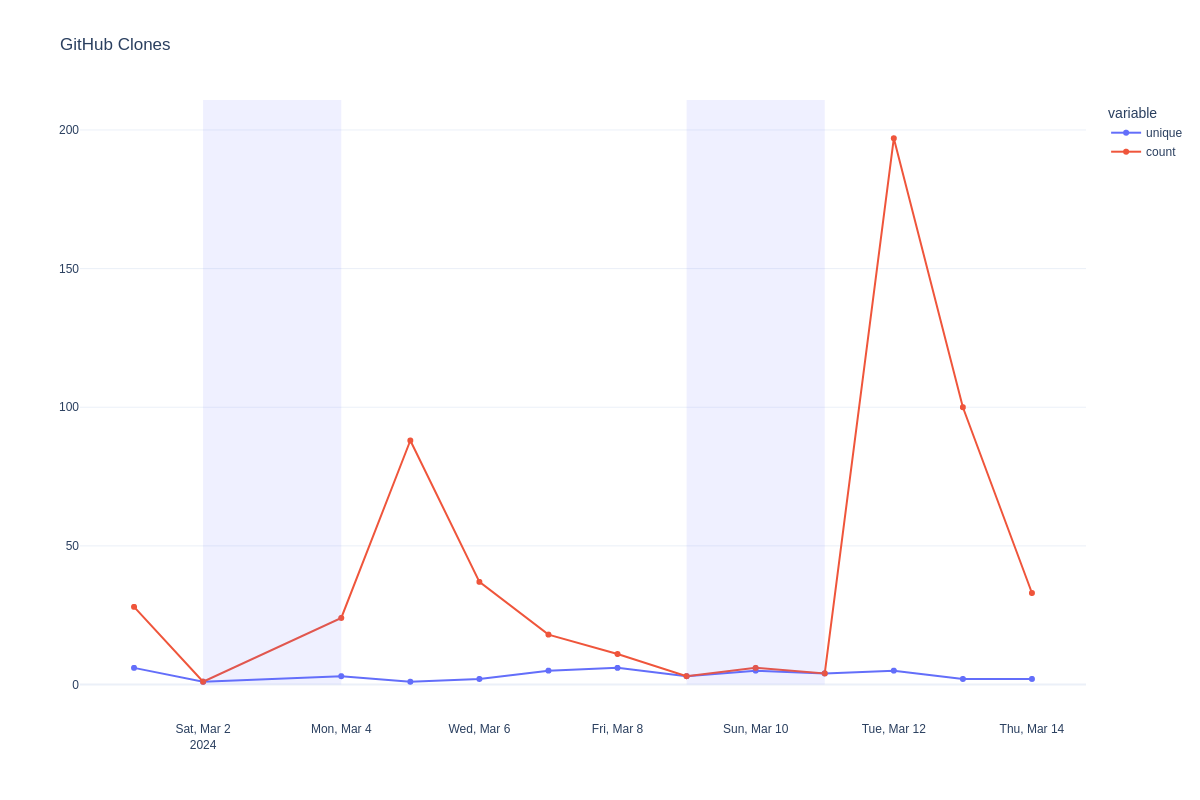 GitHub Clones
variable
unique
count
200
150
100
50
0
Sat, Mar 2
2024
Mon, Mar 4
Wed, Mar 6
Fri, Mar 8
Sun, Mar 10
Tue, Mar 12
Thu, Mar 14